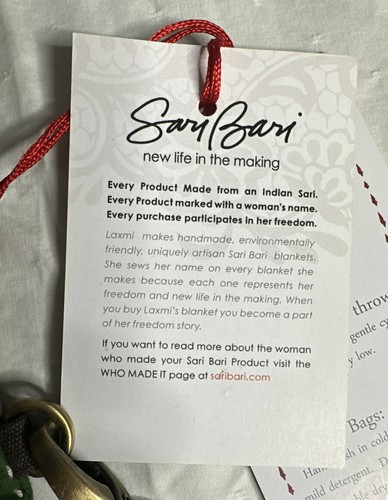 Sari Bari
new life in the making
Every Product Made from an Indian Sari.
Every Product marked with a woman's name.
Every purchase participates in her freedom.
Laxmi makes handmade, environmentally
friendly, uniquely artisan Sari Bari blankets.
She sews her name on every blanket she
makes because each one represents her
freedom and new life in the making. When
you buy Laxmi's blanket you become a part
of her freedom story.
If you want to read more about the woman
who made your Sari Bari Product visit the
WHO MADE IT page at saribari.com
throw
gentle cy
y low.
Bags:
sh in cold
mild detergent. D